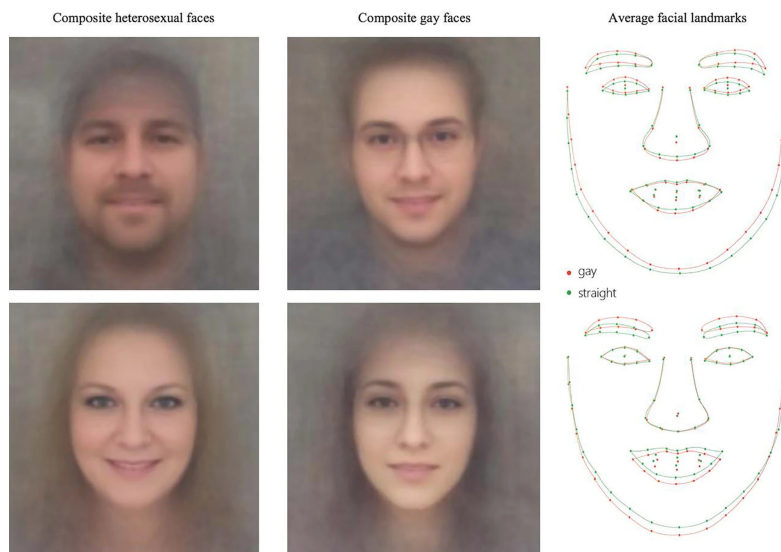 Composite heterosexual faces
Composite gay faces
Average facial landmarks
gay
straight